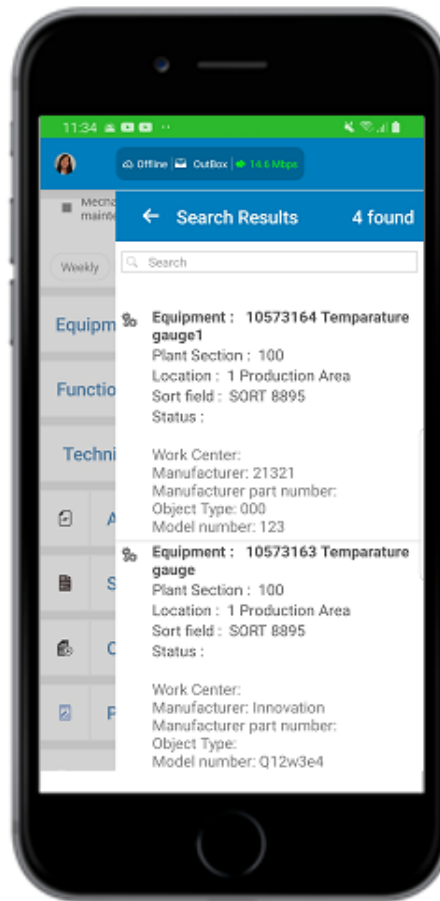 11:34
Offline OutBox 14.6 Mbps
Mecha
mainte
← Search Results 4 found
Weekly
Search
Equipm
Functio
Techni
A
S
C
P
Equipment : 10573164 Temparature
gauge1
Plant Section : 100
Location : 1 Production Area
Sort field : SORT 8895
Status :
Work Center:
Manufacturer: 21321
Manufacturer part number:
Object Type: 000
Model number: 123
Equipment : 10573163 Temparature
gauge
Plant Section : 100
Location : 1 Production Area
Sort field : SORT 8895
Status :
Work Center:
Manufacturer: Innovation
Manufacturer part number:
Object Type:
Model number: Q12w3e4